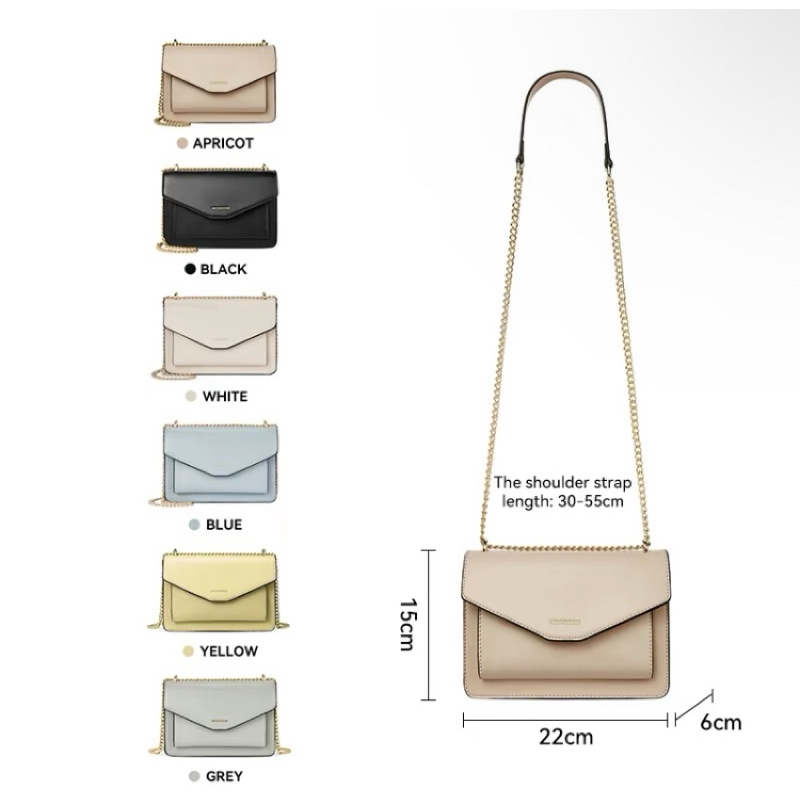 APRICOT
BLACK
WHITE
BLUE
YELLOW
GREY
The shoulder strap
length: 30-55cm
15cm
22cm
6cm